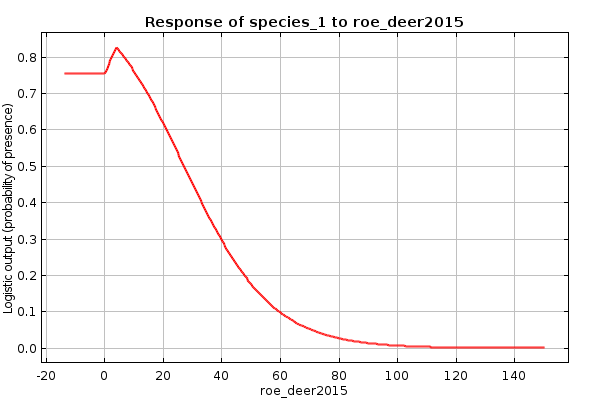 Response of species_1 to roe_deer2015
Logistic output (probability of presence)
0.8
0.7
0.6
0.5
0.4
0.3
0.2
0.1
0.0
-20 0 20 40 60 80 100 120 140
roe_deer2015